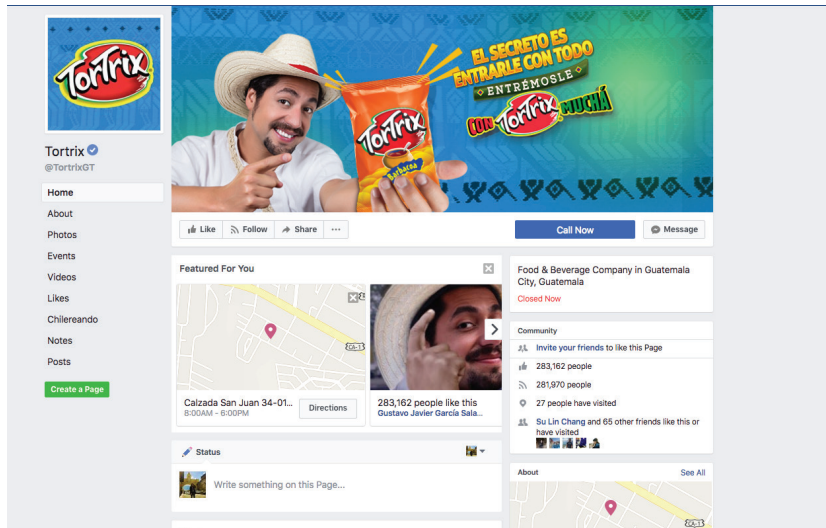 TorTrix
Tortrix
@TortrixGT
Home
About
Photos
Events
Videos
Likes
Chilereando
Notes
Posts
Create a Page
TorTrix
Barbacoa
EL SECRETO ES
ENTRARLE CON TODO
ENTRÉMOSLE
CON TorTrix MUCHÁ
Like Follow Share ...
Call Now
Message
Featured For You
CA-1
Calzada San Juan 34-01...
8:00AM - 6:00PM
Directions
283,162 people like this
Gustavo Javier García Sala...
Status
Write something on this Page...
Food & Beverage Company in Guatemala
City, Guatemala
Closed Now
Community
Invite your friends to like this Page
283,162 people
281,970 people
27 people have visited
Su Lin Chang and 65 other friends like this or
have visited
About See All
CA-1